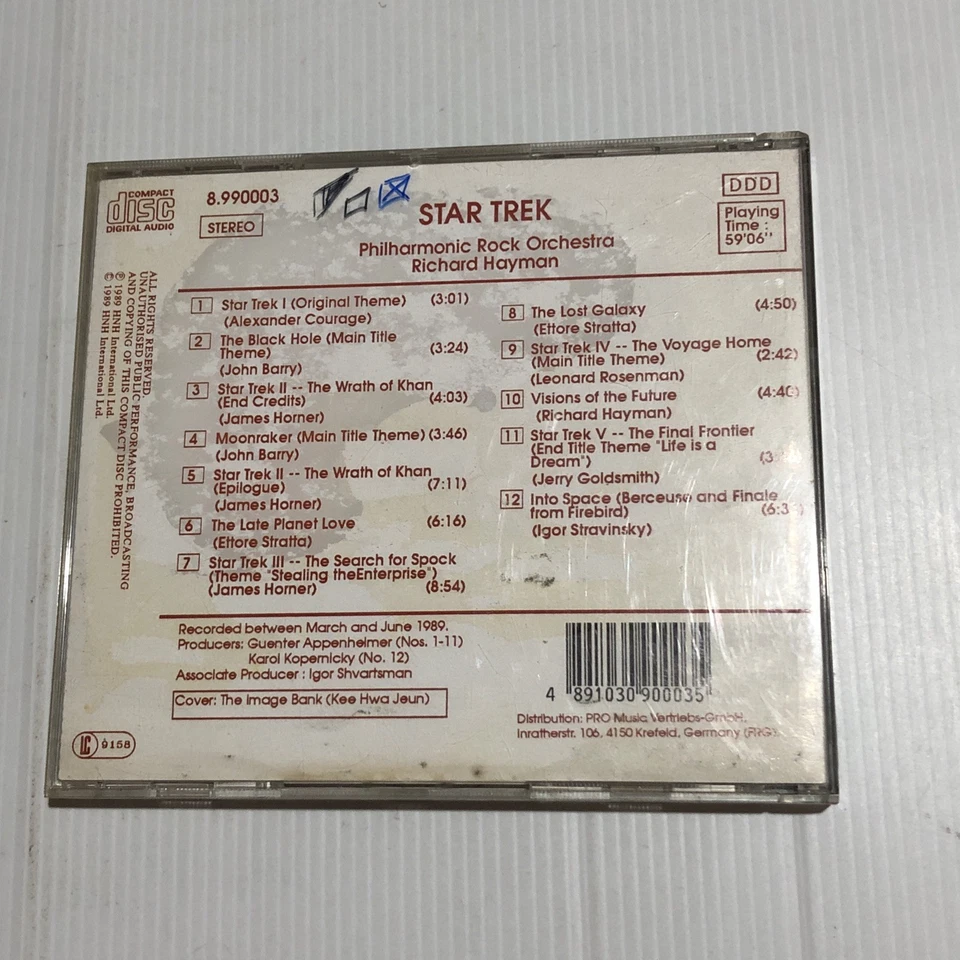 COMPACT
disc
DIGITAL AUDIO
8.990003
STEREO
STAR TREK
Philharmonic Rock Orchestra
Richard Hayman
DDD
Playing
Time :
59'06''
ALL RIGHTS RESERVED.
UNAUTHORISED PUBLIC PERFORMANCE, BROADCASTING
AND COPYING OF THIS COMPACT DISC PROHIBITED.
℗ 1989 HNH International Ltd.
© 1989 HNH International Ltd.
1 Star Trek I (Original Theme) (3:01)
(Alexander Courage)
2 The Black Hole (Main Title
Theme) (3:24)
(John Barry)
3 Star Trek II -- The Wrath of Khan
(End Credits) (4:03)
(James Horner)
4 Moonraker (Main Title Theme) (3:46)
(John Barry)
5 Star Trek II -- The Wrath of Khan
(Epilogue) (7:11)
(James Horner)
6 The Late Planet Love (6:16)
(Ettore Stratta)
7 Star Trek III -- The Search for Spock
(Theme "Stealing theEnterprise")
(James Horner) (8:54)
8 The Lost Galaxy (4:50)
(Ettore Stratta)
9 Star Trek IV -- The Voyage Home
(Main Title Theme) (2:42)
(Leonard Rosenman)
10 Visions of the Future
(Richard Hayman)
11 Star Trek V -- The Final Frontier
(End Title Theme "Life is a
Dream")
(Jerry Goldsmith)
12 Into Space (Berceuse and Finale
from Firebird)
(Igor Stravinsky)
Recorded between March and June 1989.
Producers: Guenter Appenheimer (Nos. 1-11)
Karol Kopernicky (No. 12)
Associate Producer : Igor Shvartsman
Cover: The Image Bank (Kee Hwa Jeun)
LC 9158
4 891030 900035
Distribution: PRO Music Vertriebs-GmbH.
Inratherstr. 106, 4150 Krefeld, Germany (FRG)